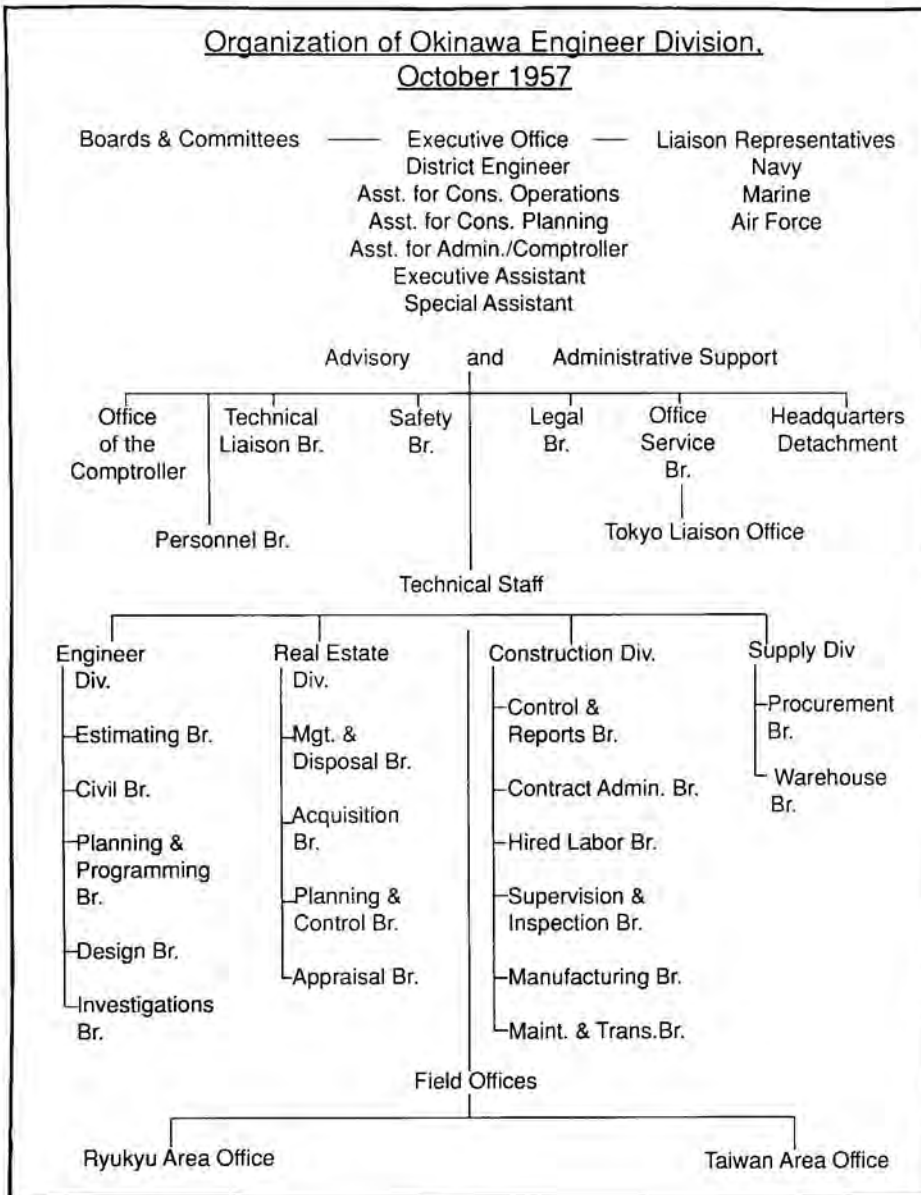 Organization of Okinawa Engineer Division,
October 1957
Boards & Committees
Executive Office
District Engineer
Asst. for Cons. Operations
Asst. for Cons. Planning
Asst. for Admin./Comptroller
Executive Assistant
Special Assistant
Liaison Representatives
Navy
Marine
Air Force
Advisory and Administrative Support
Office
of the
Comptroller
Personnel Br.
Technical
Liaison Br.
Safety
Br.
Legal
Br.
Office
Service
Br.
Tokyo Liaison Office
Headquarters
Detachment
Technical Staff
Engineer
Div.
Estimating Br.
Civil Br.
Planning &
Programming
Br.
Design Br.
Investigations
Br.
Real Estate
Div.
Mgt. &
Disposal Br.
Acquisition
Br.
Planning &
Control Br.
Appraisal Br.
Construction Div.
Control &
Reports Br.
Contract Admin. Br.
Hired Labor Br.
Supervision &
Inspection Br.
Manufacturing Br.
Maint. & Trans.Br.
Supply Div
Procurement
Br.
Warehouse
Br.
Field Offices
Ryukyu Area Office
Taiwan Area Office